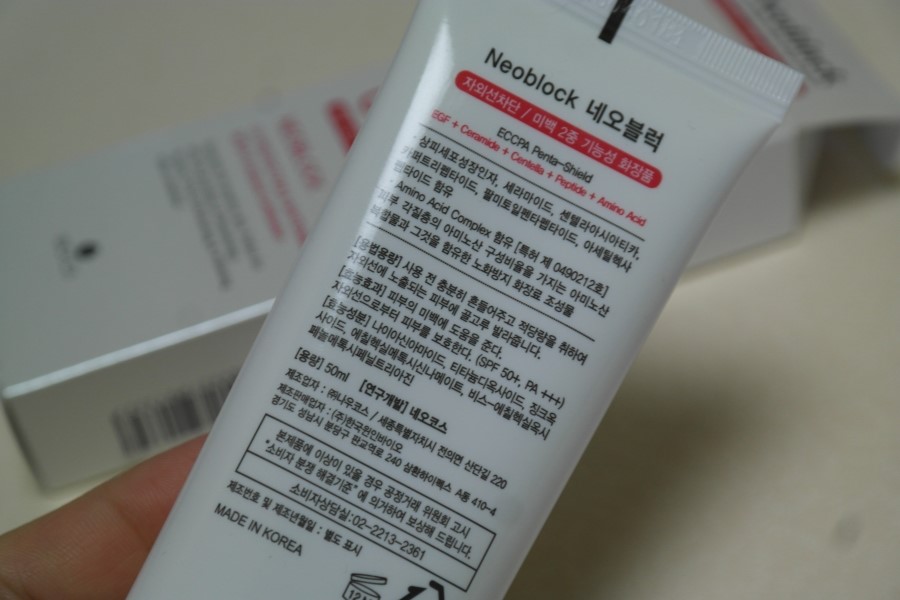 Neoblock 네오블럭
자외선차단 / 미백 2중 기능성 화장품
ECCPA Penta-Shield
EGF + Ceramide + Centella + Peptide + Amino Acid
상피세포성장인자, 세라마이드, 센텔라아시아티카,
카퍼트리펩타이드, 팔미토일펜타펩타이드, 아세틸헥사
펩타이드 함유
Amino Acid Complex 함유 [특허 제 0490212호]
피부 각질층의 아미노산 구성비율을 가지는 아미노산
복합물과 그것을 함유한 노화방지 화장료 조성물
[용법용량] 사용 전 충분히 흔들어주고 적당량을 취하여
자외선에 노출되는 피부에 골고루 발라줍니다.
[효능효과] 피부의 미백에 도움을 준다.
자외선으로부터 피부를 보호한다. (SPF 50+, PA +++)
[효능성분] 나이아신아마이드, 티타늄다옥사이드, 징크옥
사이드, 에칠헥실메톡시신나메이트, 비스-에칠헥실옥시
페놀메톡시페닐트리아진
[용량] 50ml [연구개발] 네오코스
제조업자 : ㈜나우코스 / 세종특별자치시 전의면 산단길 220
제조판매업자 : (주)한국원인바이오
경기도 성남시 분당구 판교역로 240 삼환하이펙스 A동 410-4
본제품에 이상이 있을 경우 공정거래 위원회 고시
"소비자 분쟁 해결기준"에 의거하여 보상해 드립니다.
소비자상담실:02-2213-2361
제조번호 및 제조년월일 : 별도 표시
MADE IN KOREA